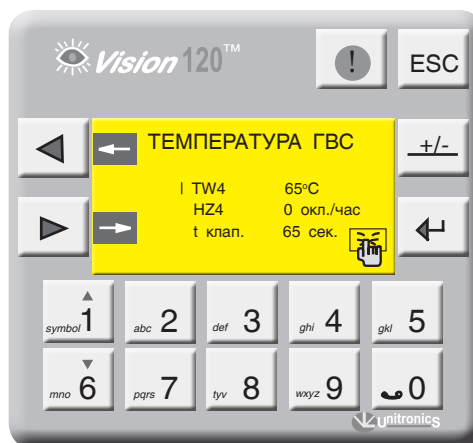 Vision 120™
!
ESC
ТЕМПЕРАТУРА ГВС
+/-
| TW4 65°C
HZ4 0 окл./час
t клап. 65 сек.
symbol 1
abc 2
def 3
ghi 4
gkl 5
mno 6
pqrs 7
tyv 8
wxyz 9
0
unitronics